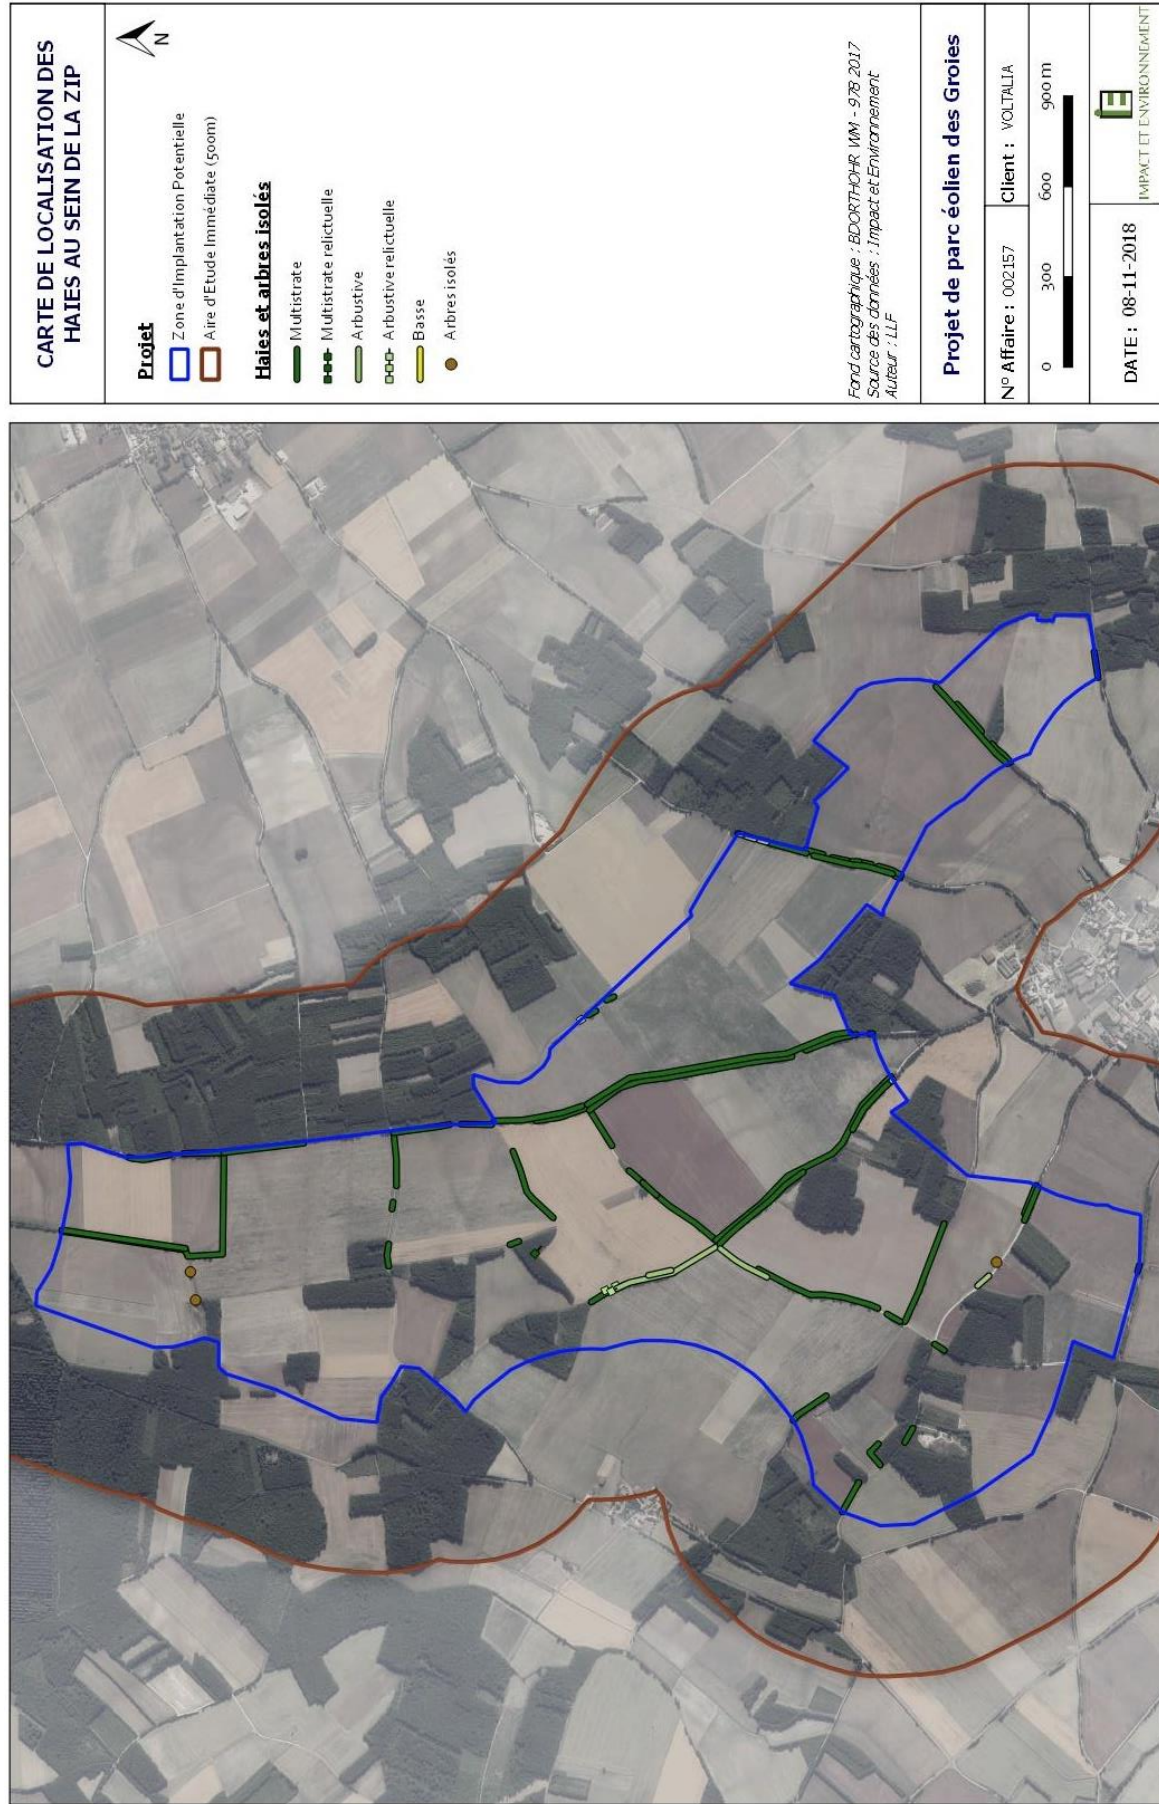 CARTE DE LOCALISATION DES
HAIES AU SEIN DE LA ZIP
N
Projet
Zone d'Implantation Potentielle
Aire d'Etude Immédiate (500m)
Haies et arbres isolés
Multistrate
Multistrate relictuelle
Arbustive
Arbustive relictuelle
Basse
Arbres isolés
Fond cartographique : BDORTHOHR WM - 978 2017
Source des données : Impact et Environnement
Auteur : LLF
Projet de parc éolien des Groies
N° Affaire : 002157
Client : VOLTALIA
0 300 600 900 m
DATE : 08-11-2018
IE
IMPACT ET ENVIRONNEMENT